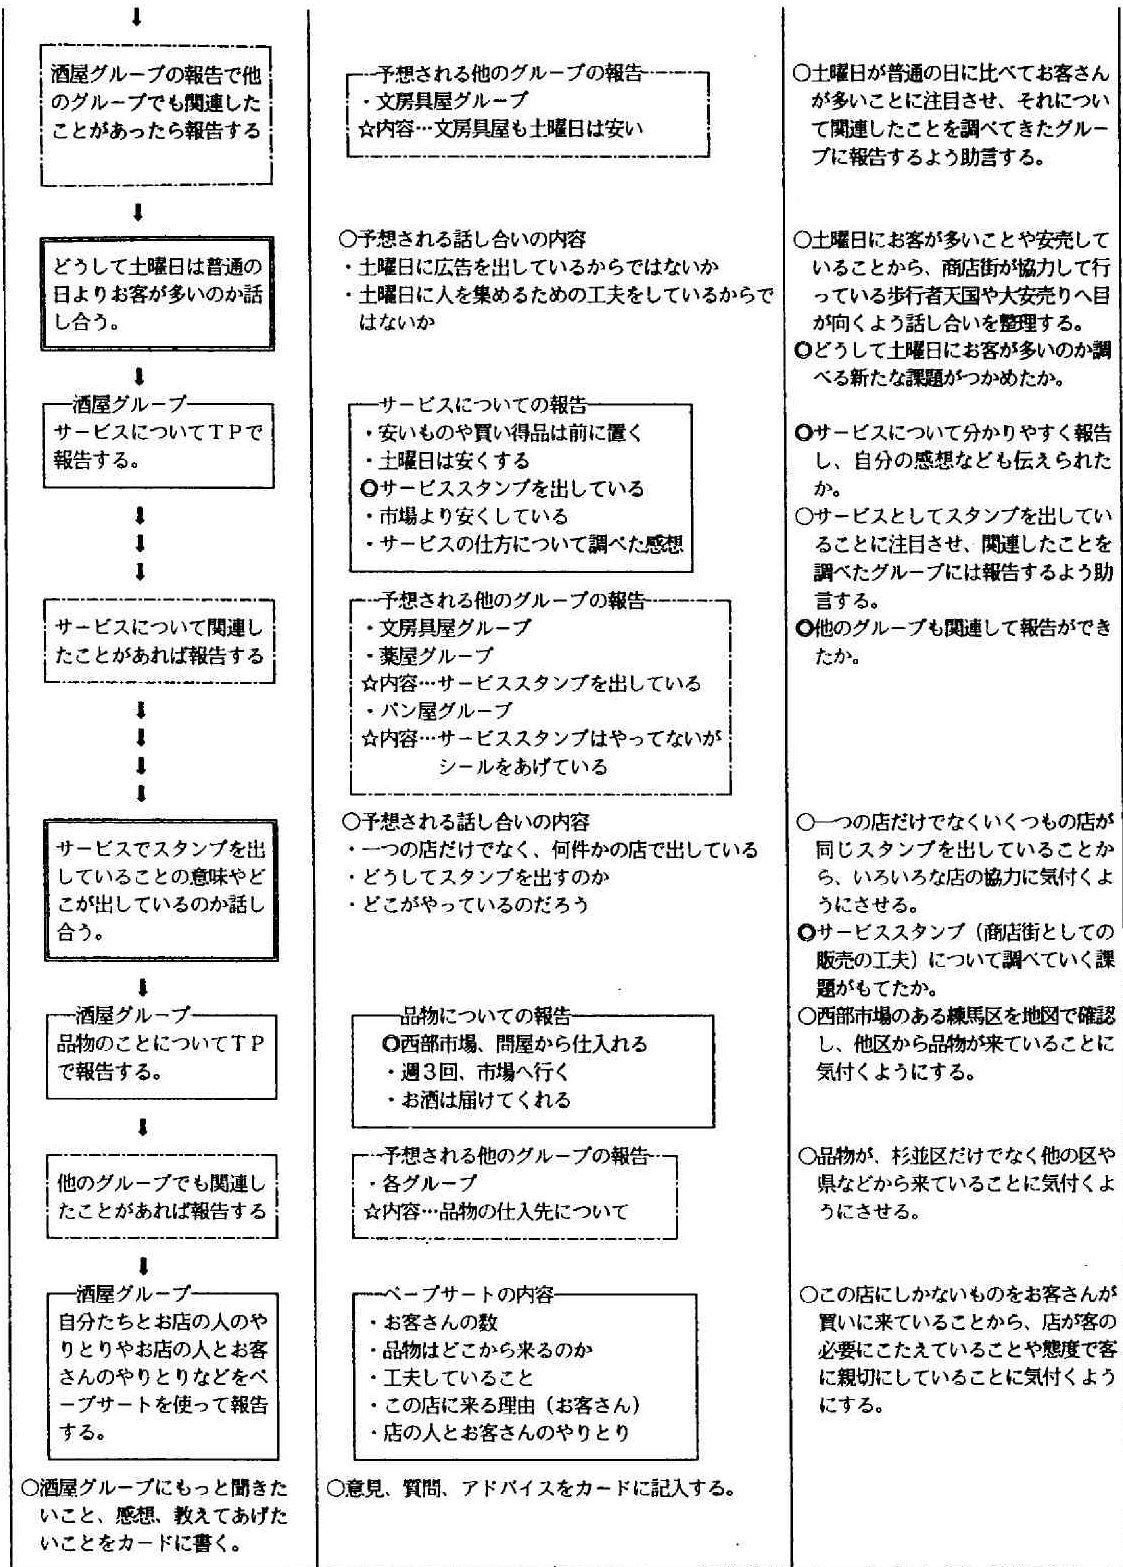 酒屋グループの報告で他
のグループでも関連した
ことがあったら報告する
予想される他のグループの報告
・文房具屋グループ
☆内容…文房具屋も土曜日は安い
○土曜日が普通の日に比べてお客さん
が多いことに注目させ、それについ
て関連したことを調べてきたグルー
プに報告するよう助言する。
どうして土曜日は普通の
日よりお客が多いのか話
し合う。
○予想される話し合いの内容
・土曜日に広告を出しているからではないか
・土曜日に人を集めるための工夫をしているからで
はないか
○土曜日にお客が多いことや安売して
いることから、商店街が協力して行
っている歩行者天国や大安売りへ目
が向くよう話し合いを整理する。
◎どうして土曜日にお客が多いのか調
べる新たな課題がつかめたか。
酒屋グループ
サービスについてTPで
報告する。
サービスについての報告
・安いものや買い得品は前に置く
・土曜日は安くする
◎サービススタンプを出している
・市場より安くしている
・サービスの仕方について調べた感想
◎サービスについて分かりやすく報告
し、自分の感想なども伝えられた
か。
○サービスとしてスタンプを出してい
ることに注目させ、関連したことを
調べたグループには報告するよう助
言する。
◎他のグループも関連して報告ができ
たか。
サービスについて関連し
たことがあれば報告する
予想される他のグループの報告
・文房具屋グループ
・薬屋グループ
☆内容…サービススタンプを出している
・パン屋グループ
☆内容…サービススタンプはやってないが
シールをあげている
サービスでスタンプを出
していることの意味やど
こが出しているのか話し
合う。
○予想される話し合いの内容
・一つの店だけでなく、何件かの店で出している
・どうしてスタンプを出すのか
・どこがやっているのだろう
○一つの店だけでなくいくつもの店が
同じスタンプを出していることか
ら、いろいろな店の協力に気付くよ
うにさせる。
◎サービススタンプ（商店街としての
販売の工夫）について調べていく課
題がもてたか。
酒屋グループ
品物のことについてTP
で報告する。
品物についての報告
◎西部市場、問屋から仕入れる
・週3回、市場へ行く
・お酒は届けてくれる
○西部市場のある練馬区を地図で確認
し、他区から品物が来ていることに
気付くようにする。
他のグループでも関連し
たことがあれば報告する
予想される他のグループの報告
・各グループ
☆内容…品物の仕入先について
○品物が、杉並区だけでなく他の区や
県などから来ていることに気付くよ
うにさせる。
酒屋グループ
自分たちとお店の人のや
りとりやお店の人とお客
さんのやりとりなどをペ
ープサートを使って報告
する。
ペープサートの内容
・お客さんの数
・品物はどこから来るのか
・工夫していること
・この店に来る理由（お客さん）
・店の人とお客さんのやりとり
○この店にしかないものをお客さんが
買いに来ていることから、店が客の
必要にこたえていることや態度で客
に親切にしていることに気付くよう
にする。
○酒屋グループにもっと聞きた
いこと、感想、教えてあげた
いことをカードに書く。
○意見、質問、アドバイスをカードに記入する。